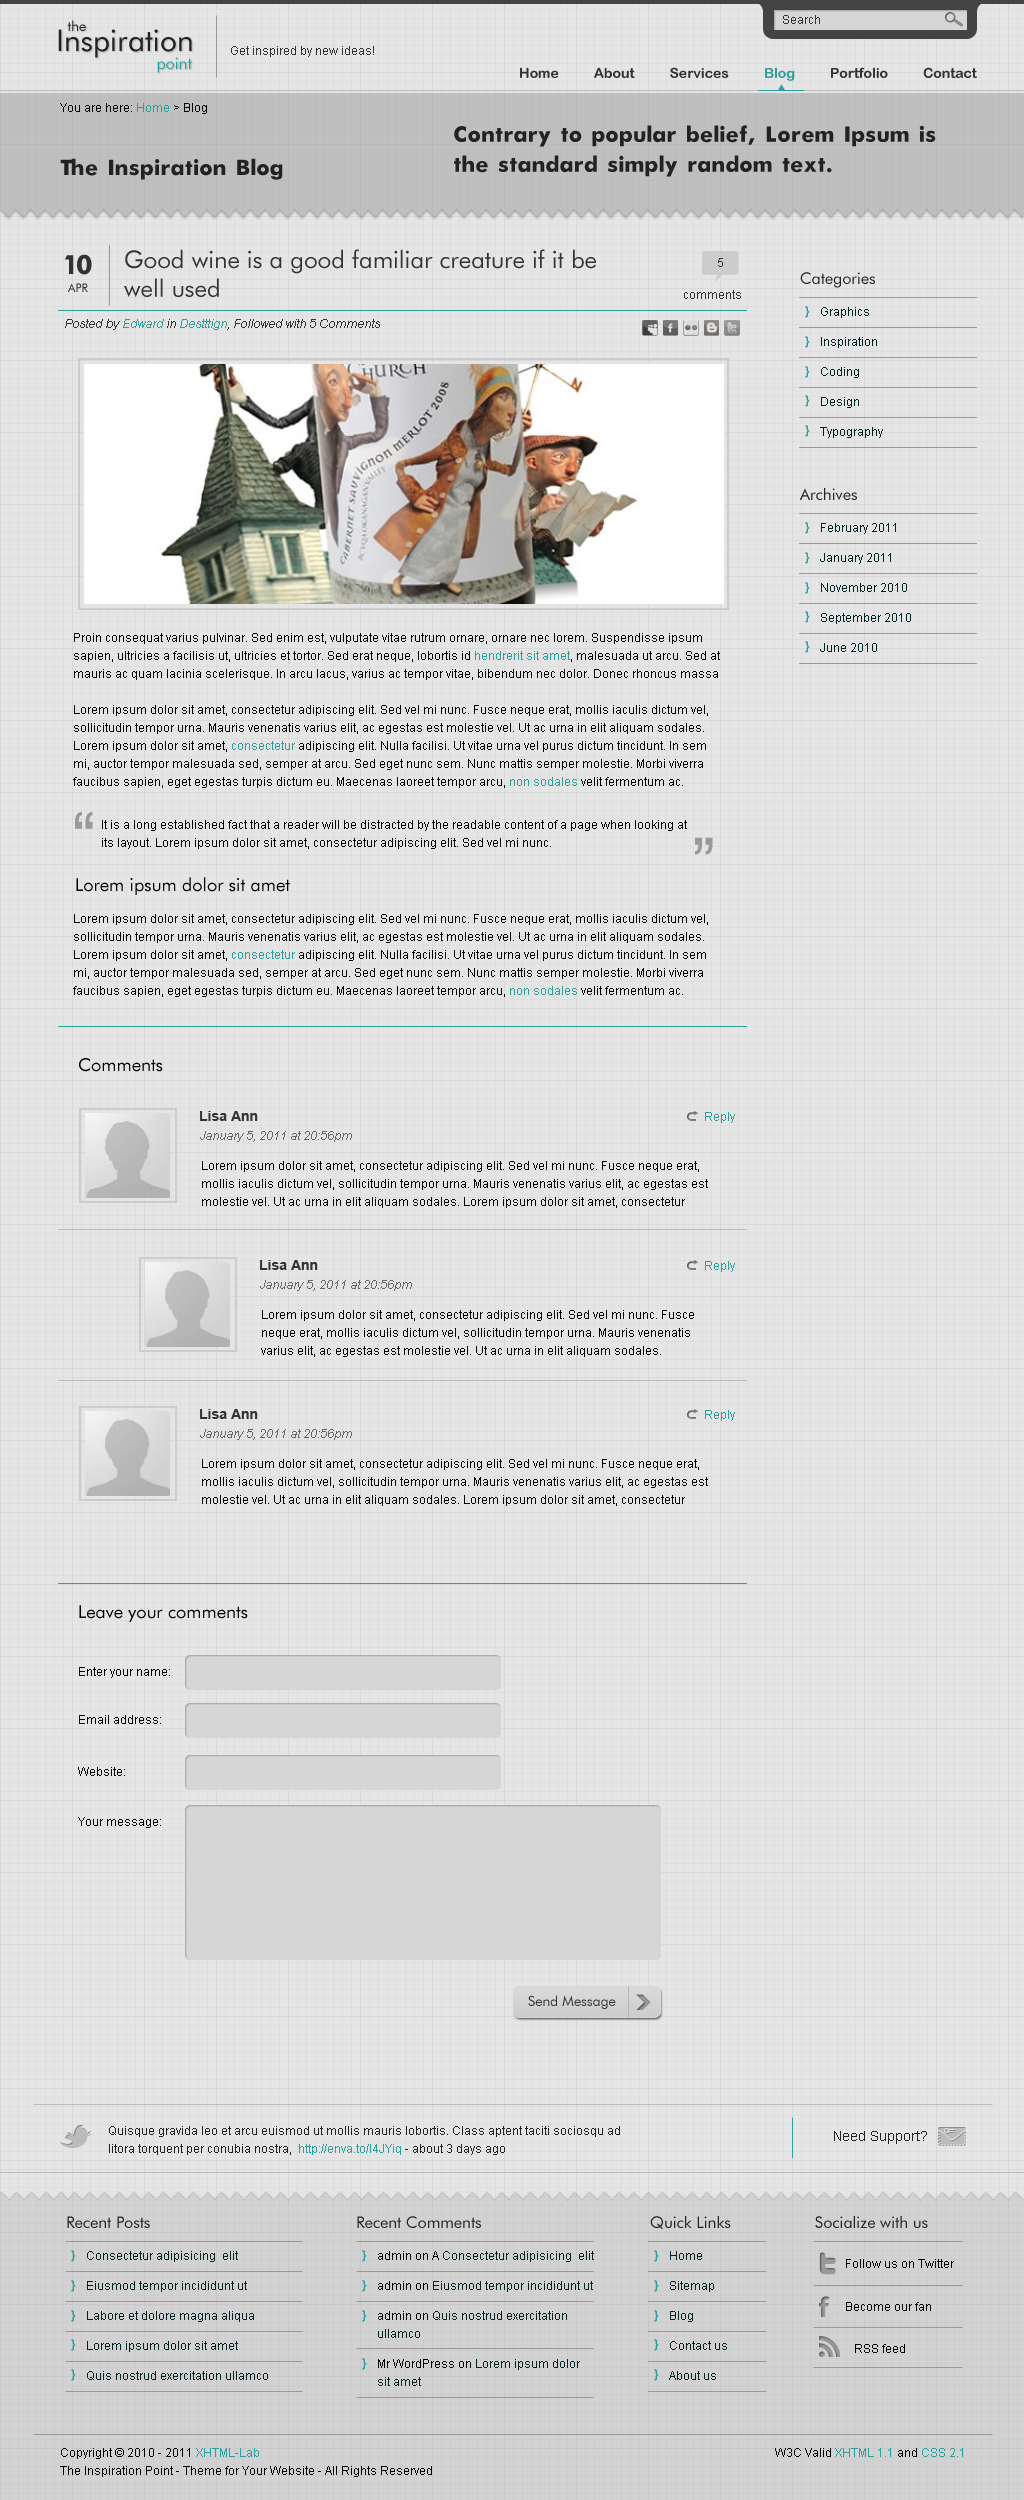 the
Inspiration
point
Get inspired by new ideas!
Search
Home About Services Blog Portfolio Contact
You are here: Home > Blog
The Inspiration Blog
Contrary to popular belief, Lorem Ipsum is
the standard simply random text.
10
APR
Good wine is a good familiar creature if it be
well used
5
comments
Posted by Edward in Destttign, Followed with 5 Comments
CHURCH
CABERNET SAUVIGNON MERLOT 2008
BC VQA OKANAGAN VALLEY
Proin consequat varius pulvinar. Sed enim est, vulputate vitae rutrum ornare, ornare nec lorem. Suspendisse ipsum
sapien, ultricies a facilisis ut, ultricies et tortor. Sed erat neque, lobortis id hendrerit sit amet, malesuada ut arcu. Sed at
mauris ac quam lacinia scelerisque. In arcu lacus, varius ac tempor vitae, bibendum nec dolor. Donec rhoncus massa
Lorem ipsum dolor sit amet, consectetur adipiscing elit. Sed vel mi nunc. Fusce neque erat, mollis iaculis dictum vel,
sollicitudin tempor urna. Mauris venenatis varius elit, ac egestas est molestie vel. Ut ac urna in elit aliquam sodales.
Lorem ipsum dolor sit amet, consectetur adipiscing elit. Nulla facilisi. Ut vitae urna vel purus dictum tincidunt. In sem
mi, auctor tempor malesuada sed, semper at arcu. Sed eget nunc sem. Nunc mattis semper molestie. Morbi viverra
faucibus sapien, eget egestas turpis dictum eu. Maecenas laoreet tempor arcu, non sodales velit fermentum ac.
“ It is a long established fact that a reader will be distracted by the readable content of a page when looking at
its layout. Lorem ipsum dolor sit amet, consectetur adipiscing elit. Sed vel mi nunc. ”
Lorem ipsum dolor sit amet
Lorem ipsum dolor sit amet, consectetur adipiscing elit. Sed vel mi nunc. Fusce neque erat, mollis iaculis dictum vel,
sollicitudin tempor urna. Mauris venenatis varius elit, ac egestas est molestie vel. Ut ac urna in elit aliquam sodales.
Lorem ipsum dolor sit amet, consectetur adipiscing elit. Nulla facilisi. Ut vitae urna vel purus dictum tincidunt. In sem
mi, auctor tempor malesuada sed, semper at arcu. Sed eget nunc sem. Nunc mattis semper molestie. Morbi viverra
faucibus sapien, eget egestas turpis dictum eu. Maecenas laoreet tempor arcu, non sodales velit fermentum ac.
Categories
Graphics
Inspiration
Coding
Design
Typography
Archives
February 2011
January 2011
November 2010
September 2010
June 2010
Comments
Lisa Ann
Reply
January 5, 2011 at 20:56pm
Lorem ipsum dolor sit amet, consectetur adipiscing elit. Sed vel mi nunc. Fusce neque erat,
mollis iaculis dictum vel, sollicitudin tempor urna. Mauris venenatis varius elit, ac egestas est
molestie vel. Ut ac urna in elit aliquam sodales. Lorem ipsum dolor sit amet, consectetur
Lisa Ann
Reply
January 5, 2011 at 20:56pm
Lorem ipsum dolor sit amet, consectetur adipiscing elit. Sed vel mi nunc. Fusce
neque erat, mollis iaculis dictum vel, sollicitudin tempor urna. Mauris venenatis
varius elit, ac egestas est molestie vel. Ut ac urna in elit aliquam sodales.
Lisa Ann
Reply
January 5, 2011 at 20:56pm
Lorem ipsum dolor sit amet, consectetur adipiscing elit. Sed vel mi nunc. Fusce neque erat,
mollis iaculis dictum vel, sollicitudin tempor urna. Mauris venenatis varius elit, ac egestas est
molestie vel. Ut ac urna in elit aliquam sodales. Lorem ipsum dolor sit amet, consectetur
Leave your comments
Enter your name:
Email address:
Website:
Your message:
Send Message
Quisque gravida leo et arcu euismod ut mollis mauris lobortis. Class aptent taciti sociosqu ad
litora torquent per conubia nostra, http://enva.to/I4JYiq - about 3 days ago
Need Support?
Recent Posts
Consectetur adipisicing elit
Eiusmod tempor incididunt ut
Labore et dolore magna aliqua
Lorem ipsum dolor sit amet
Quis nostrud exercitation ullamco
Recent Comments
admin on A Consectetur adipisicing elit
admin on Eiusmod tempor incididunt ut
admin on Quis nostrud exercitation
ullamco
Mr WordPress on Lorem ipsum dolor
sit amet
Quick Links
Home
Sitemap
Blog
Contact us
About us
Socialize with us
Follow us on Twitter
Become our fan
RSS feed
Copyright © 2010 - 2011 XHTML-Lab
The Inspiration Point - Theme for Your Website - All Rights Reserved
W3C Valid XHTML 1.1 and CSS 2.1